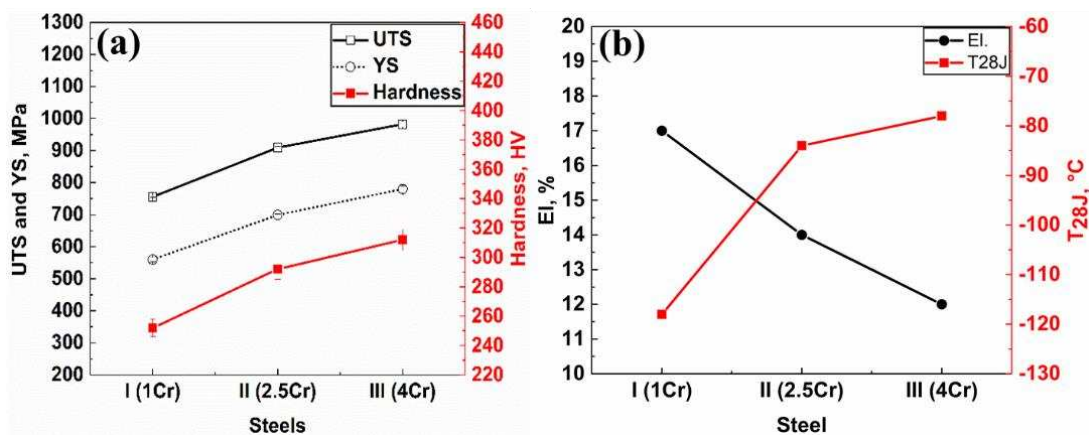 (a)
UTS
YS
Hardness
1300
1200
1100
1000
900
800
700
600
500
400
300
200
UTS and YS, MPa
460
440
420
400
380
360
340
320
300
280
260
240
220
Hardness, HV
I (1Cr) II (2.5Cr) III (4Cr)
Steels
(b)
El.
T28J
20
19
18
17
16
15
14
13
12
11
10
El, %
-60
-70
-80
-90
-100
-110
-120
-130
T28J, °C
I (1Cr) II (2.5Cr) III (4Cr)
Steel